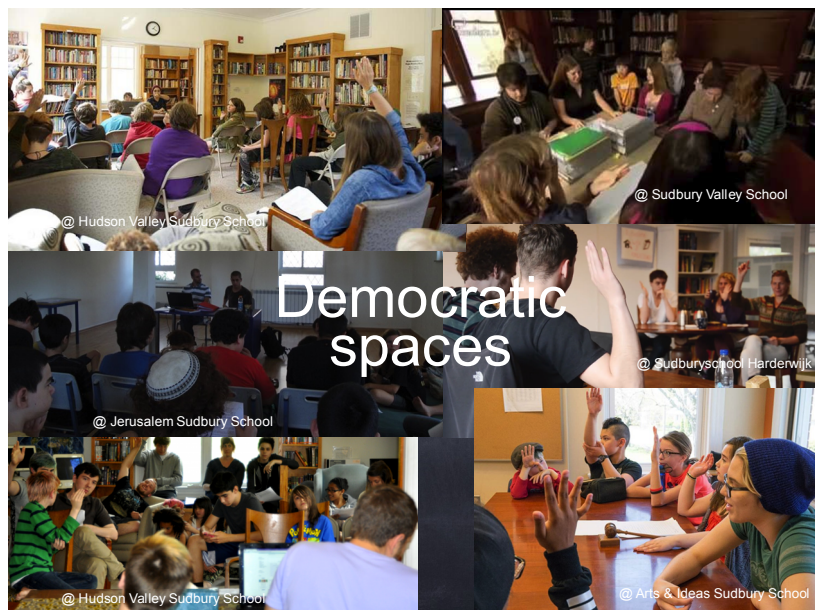 @ Sudbury Valley School
@ Hudson Valley Sudbury School
Democratic
spaces
@ Sudburyschool Harderwijk
@ Jerusalem Sudbury School
@ Hudson Valley Sudbury School
@ Arts & Ideas Sudbury School